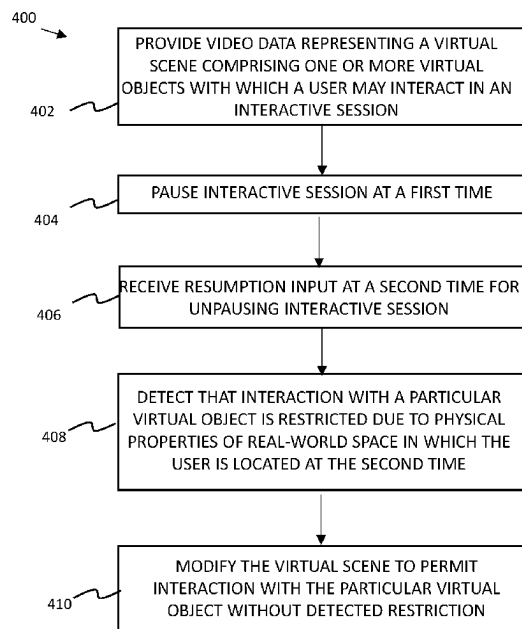 400
PROVIDE VIDEO DATA REPRESENTING A VIRTUAL
SCENE COMPRISING ONE OR MORE VIRTUAL
OBJECTS WITH WHICH A USER MAY INTERACT IN AN
INTERACTIVE SESSION
402
PAUSE INTERACTIVE SESSION AT A FIRST TIME
404
RECEIVE RESUMPTION INPUT AT A SECOND TIME FOR
UNPAUSING INTERACTIVE SESSION
406
DETECT THAT INTERACTION WITH A PARTICULAR
VIRTUAL OBJECT IS RESTRICTED DUE TO PHYSICAL
PROPERTIES OF REAL-WORLD SPACE IN WHICH THE
USER IS LOCATED AT THE SECOND TIME
408
MODIFY THE VIRTUAL SCENE TO PERMIT
INTERACTION WITH THE PARTICULAR VIRTUAL
OBJECT WITHOUT DETECTED RESTRICTION
410